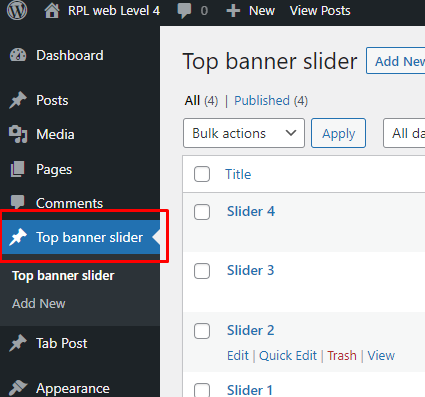 RPL web Level 4 0 New View Posts
Dashboard
Posts
Media
Pages
Comments
Top banner slider
Top banner slider
Add New
Tab Post
Appearance
Top banner slider Add New
All (4) | Published (4)
Bulk actions Apply All da
Title
Slider 4
Slider 3
Slider 2
Edit | Quick Edit | Trash | View
Slider 1